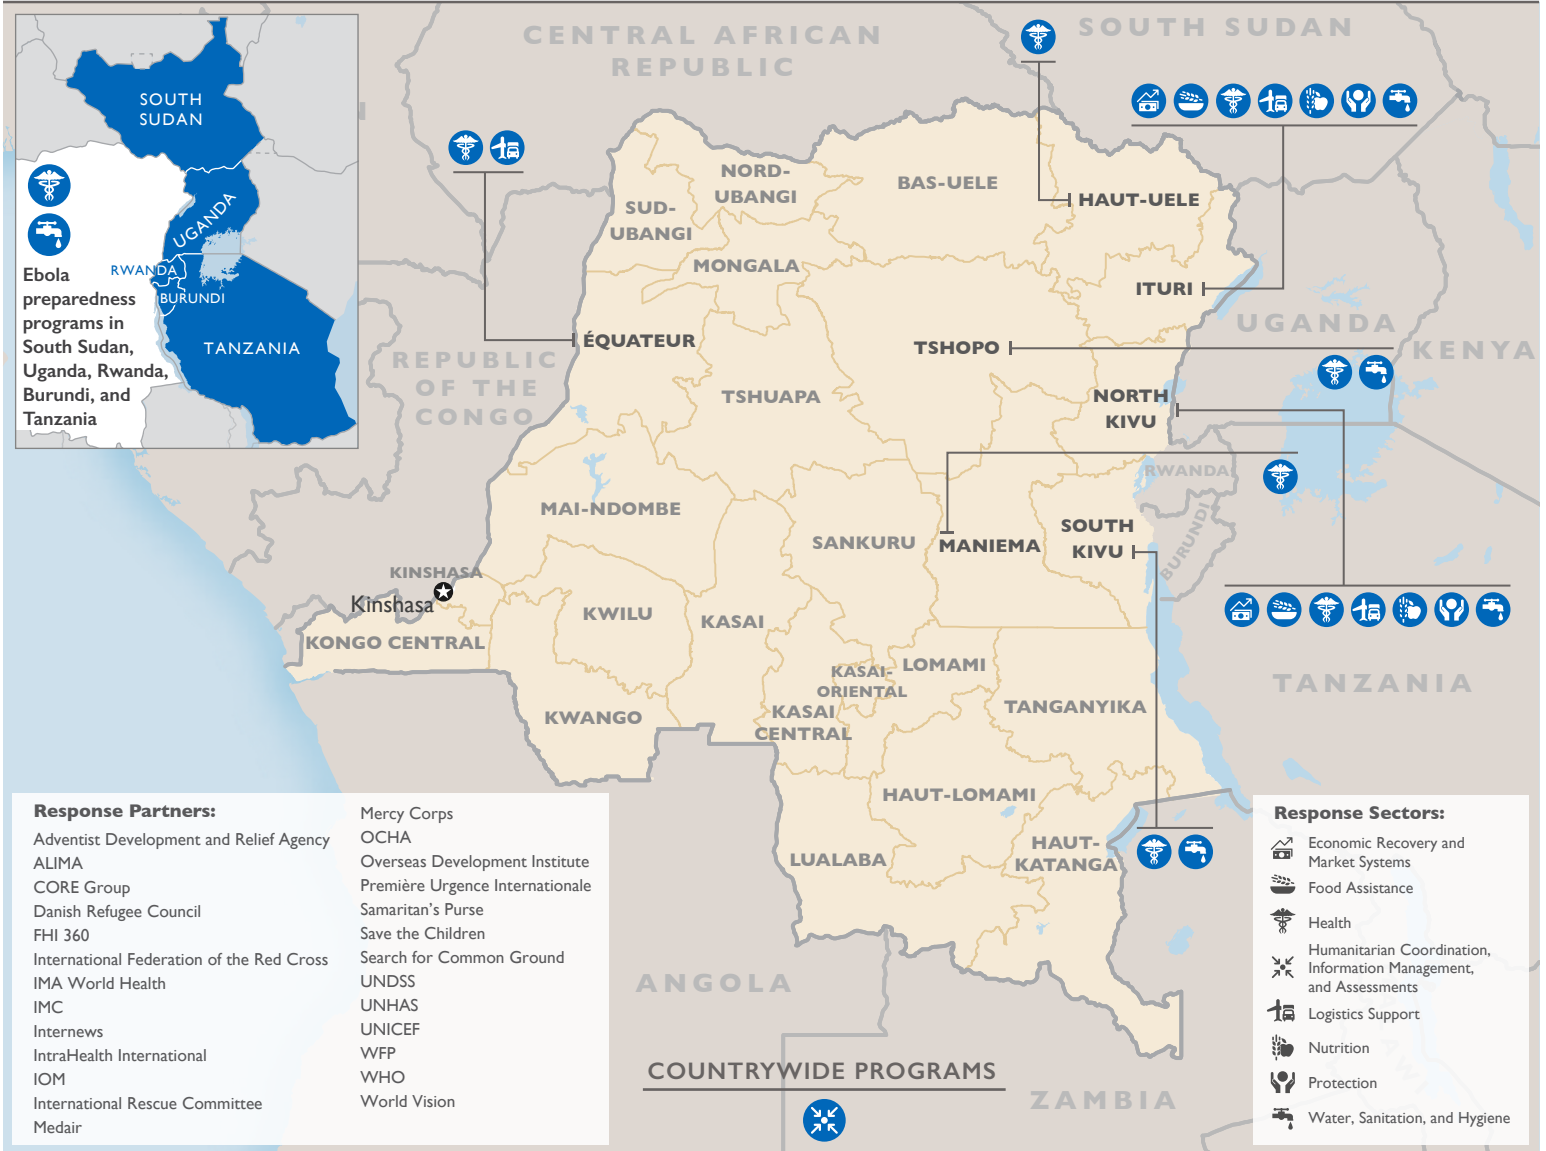 CENTRAL AFRICAN
REPUBLIC
SOUTH SUDAN
SOUTH
SUDAN
UGANDA
RWANDA
BURUNDI
TANZANIA
Ebola
preparedness
programs in
South Sudan,
Uganda, Rwanda,
Burundi, and
Tanzania
NORD-
UBANGI
BAS-UELE
HAUT-UELE
SUD-
UBANGI
MONGALA
ITURI
UGANDA
KENYA
REPUBLIC
OF THE
CONGO
ÉQUATEUR
TSHOPO
TSHUAPA
NORTH
KIVU
RWANDA
BURUNDI
MAI-NDOMBE
SANKURU
MANIEMA
SOUTH
KIVU
KINSHASA
Kinshasa
KONGO CENTRAL
KWILU
KASAI
KASAI-
ORIENTAL
LOMAMI
TANZANIA
KWANGO
KASAI
CENTRAL
TANGANYIKA
HAUT-LOMAMI
LUALABA
HAUT-
KATANGA
ANGOLA
ZAMBIA
MALAWI
COUNTRYWIDE PROGRAMS
Response Partners:
Adventist Development and Relief Agency
ALIMA
CORE Group
Danish Refugee Council
FHI 360
International Federation of the Red Cross
IMA World Health
IMC
Internews
IntraHealth International
IOM
International Rescue Committee
Medair
Mercy Corps
OCHA
Overseas Development Institute
Première Urgence Internationale
Samaritan's Purse
Save the Children
Search for Common Ground
UNDSS
UNHAS
UNICEF
WFP
WHO
World Vision
Response Sectors:
Economic Recovery and
Market Systems
Food Assistance
Health
Humanitarian Coordination,
Information Management,
and Assessments
Logistics Support
Nutrition
Protection
Water, Sanitation, and Hygiene